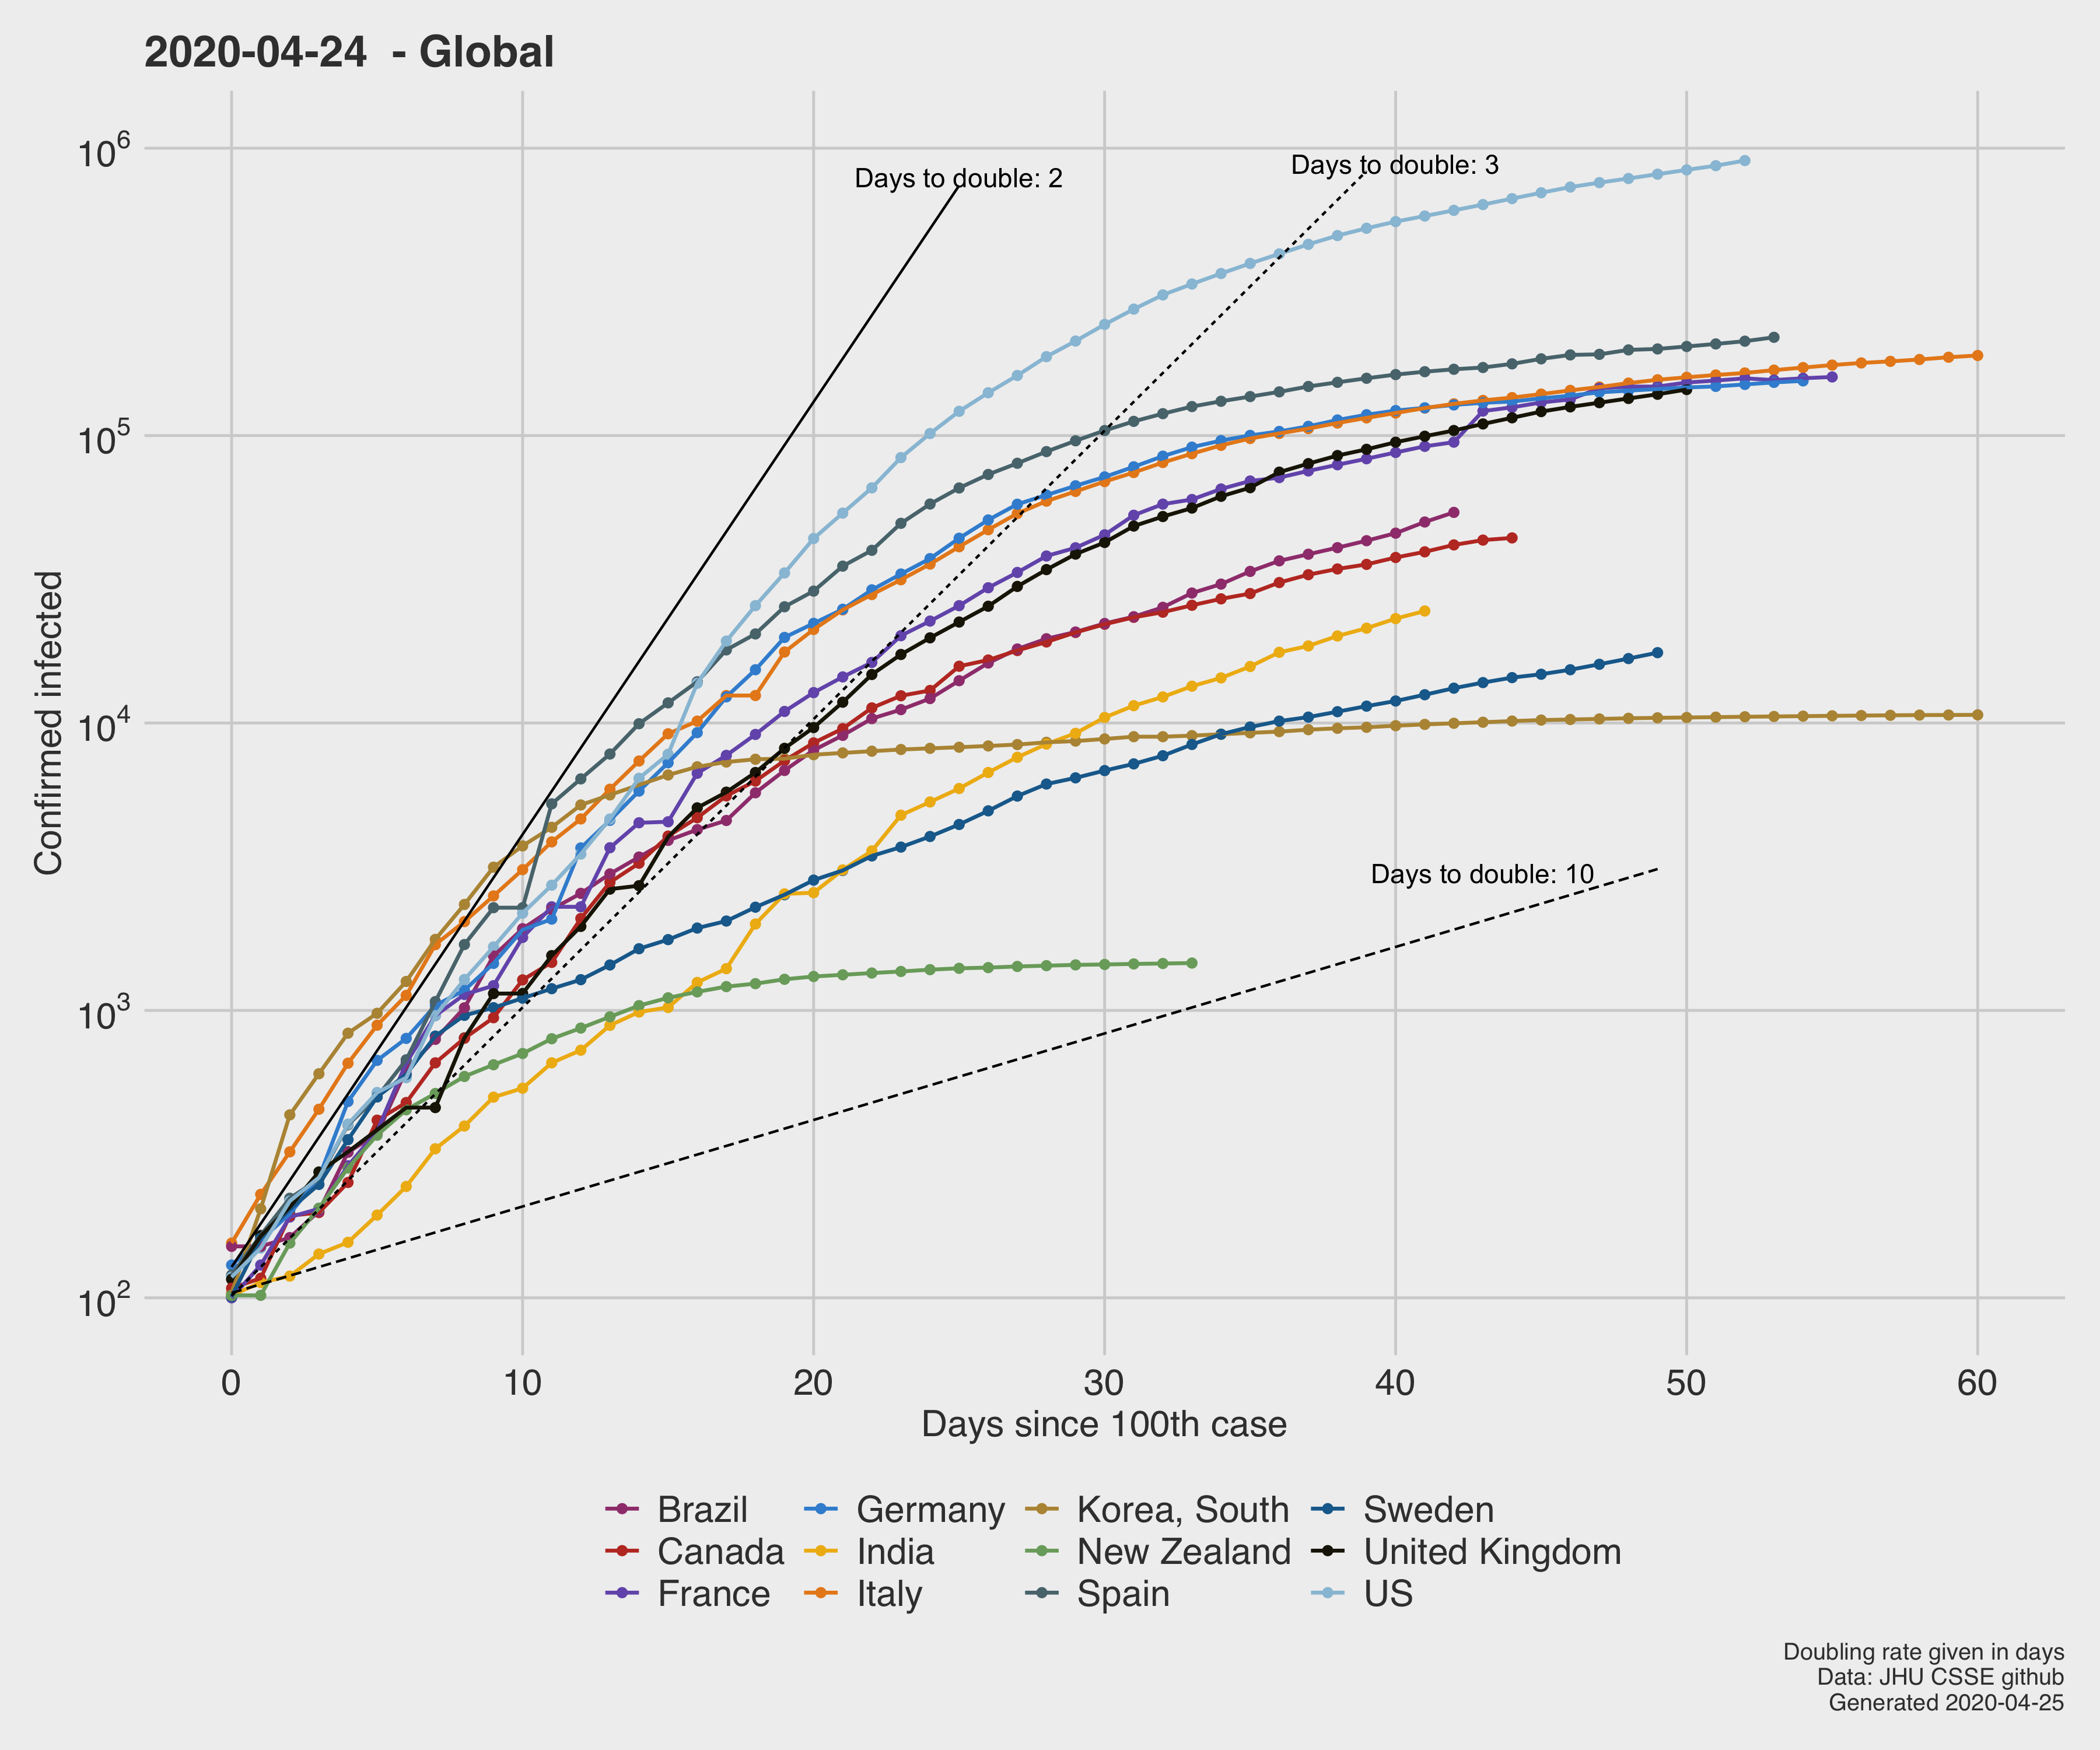 2020-04-24  - Global
10^6
10^5
10^4
10^3
10^2
Confirmed infected
Days to double: 2
Days to double: 3
Days to double: 10
0 10 20 30 40 50 60
Days since 100th case
Brazil Germany Korea, South Sweden
Canada India New Zealand United Kingdom
France Italy Spain US
Doubling rate given in days
Data: JHU CSSE github
Generated 2020-04-25